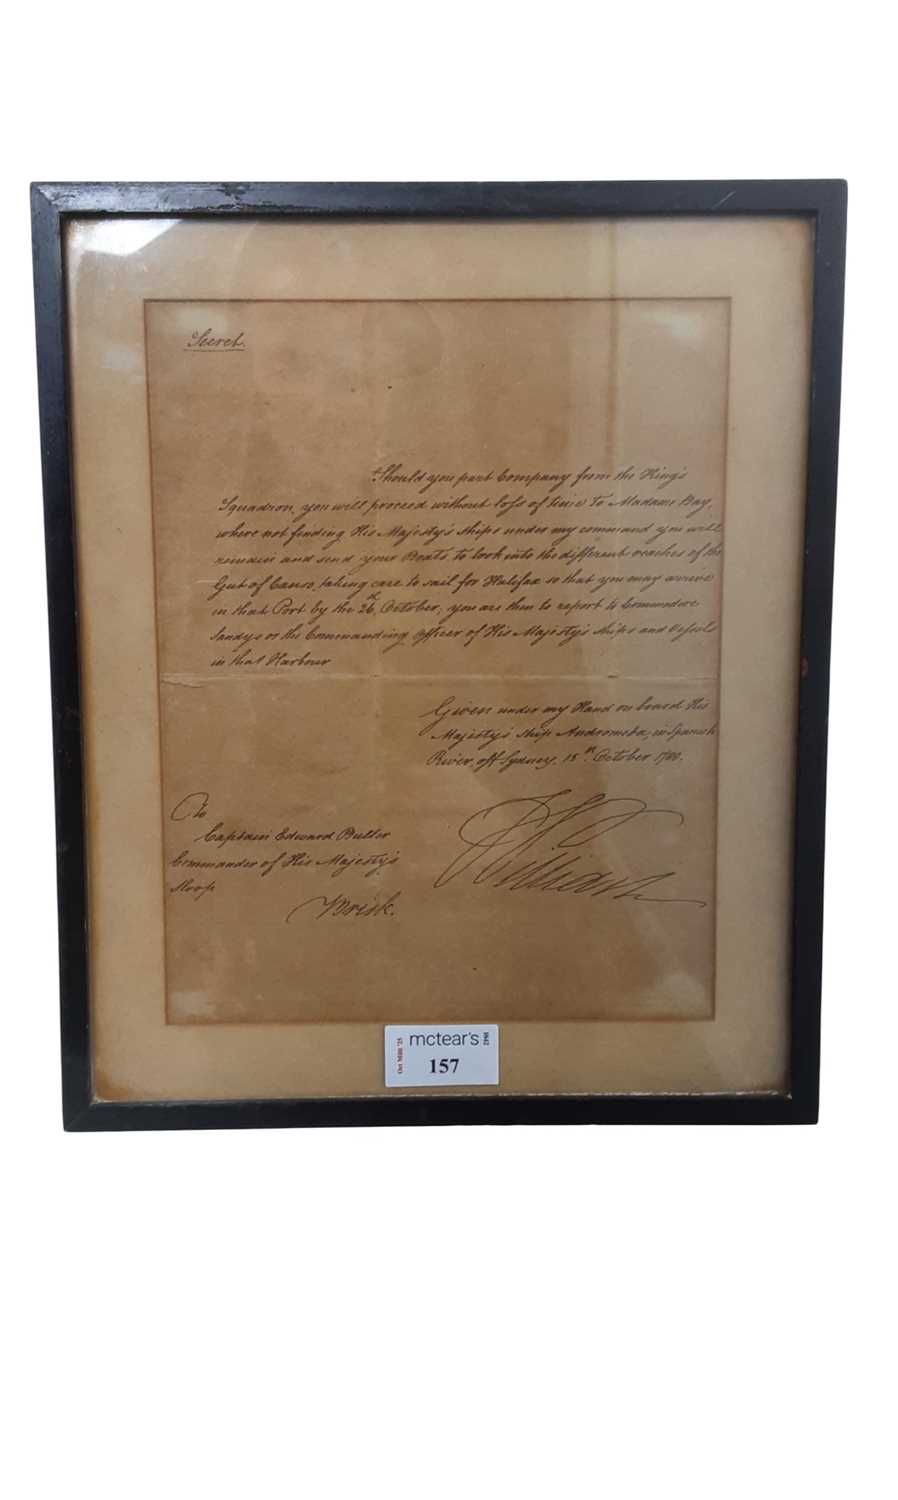 Secret.
Should you part Company from the King's
Squadron, you will proceed without loss of time To Madame Bay,
where not finding His Majesty's ships under my command you will
remain and send your Boats, to look into the different reaches of the
Gut of Canso, taking care to sail for Halifax so that you may arrive
in that Port by the 26th October, you are then to report to Commodore
Sandys or the Commanding Officer of His Majesty's ships and Vessels
in that Harbour
Given under my Hand on board His
Majesty's ship Andromeda, in Spanish
River, off Sydney, 15th October
To
Captain Edward Buller
Commander of His Majesty's
Sloop
Brisk.
William
mctear's
157
Oct M&H '25